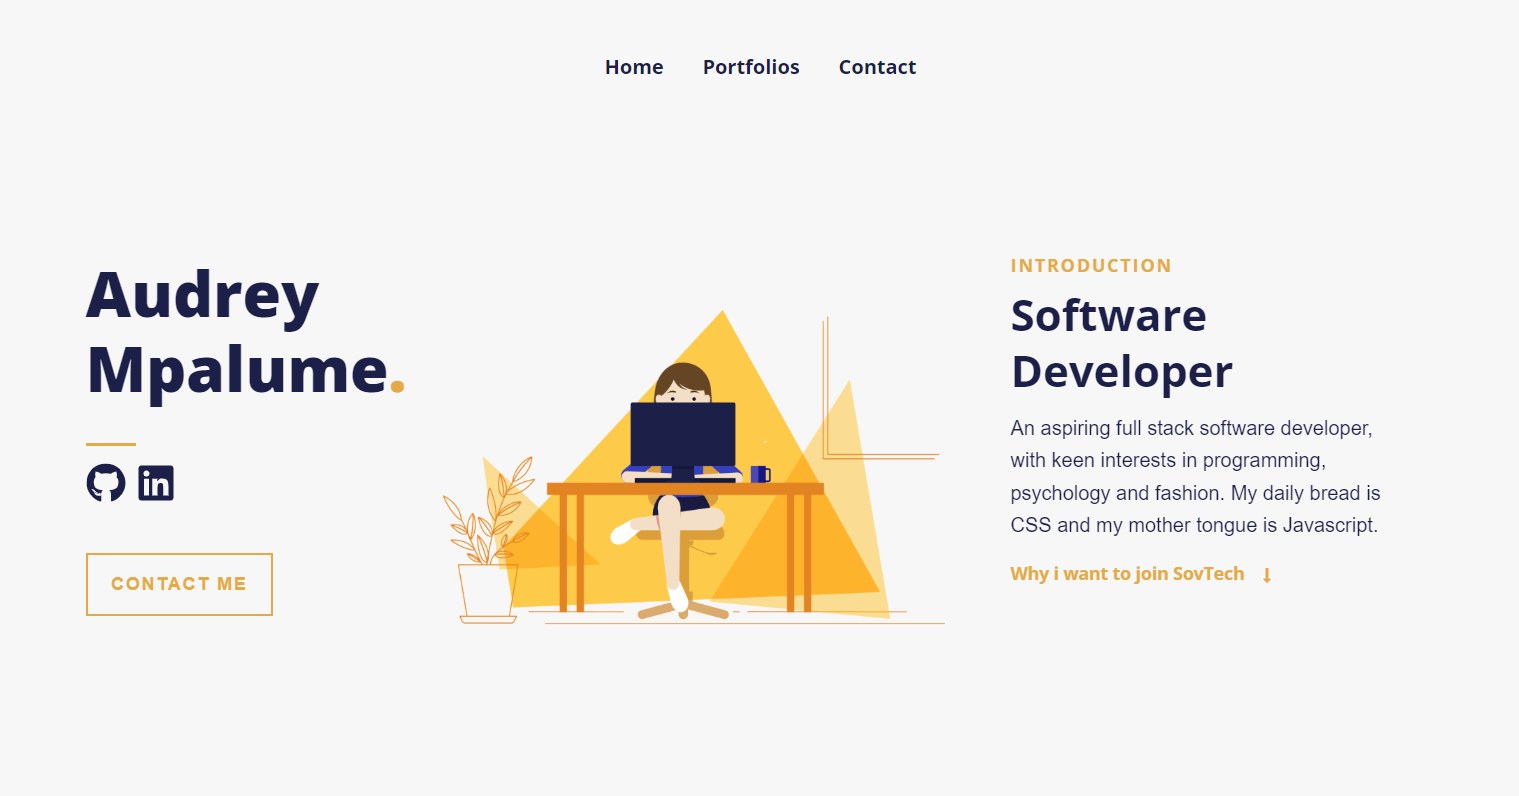 Home Portfolios Contact
Audrey
Mpalume.
in
CONTACT ME
INTRODUCTION
Software
Developer
An aspiring full stack software developer,
with keen interests in programming,
psychology and fashion. My daily bread is
CSS and my mother tongue is Javascript.
Why i want to join SovTech